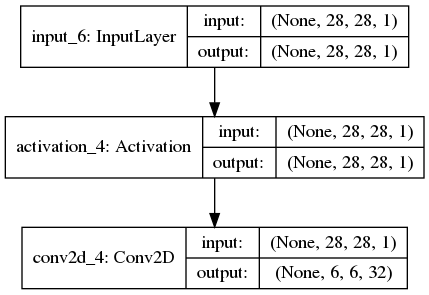 input_6: InputLayer
input: (None, 28, 28, 1)
output: (None, 28, 28, 1)
activation_4: Activation
input: (None, 28, 28, 1)
output: (None, 28, 28, 1)
conv2d_4: Conv2D
input: (None, 28, 28, 1)
output: (None, 6, 6, 32)